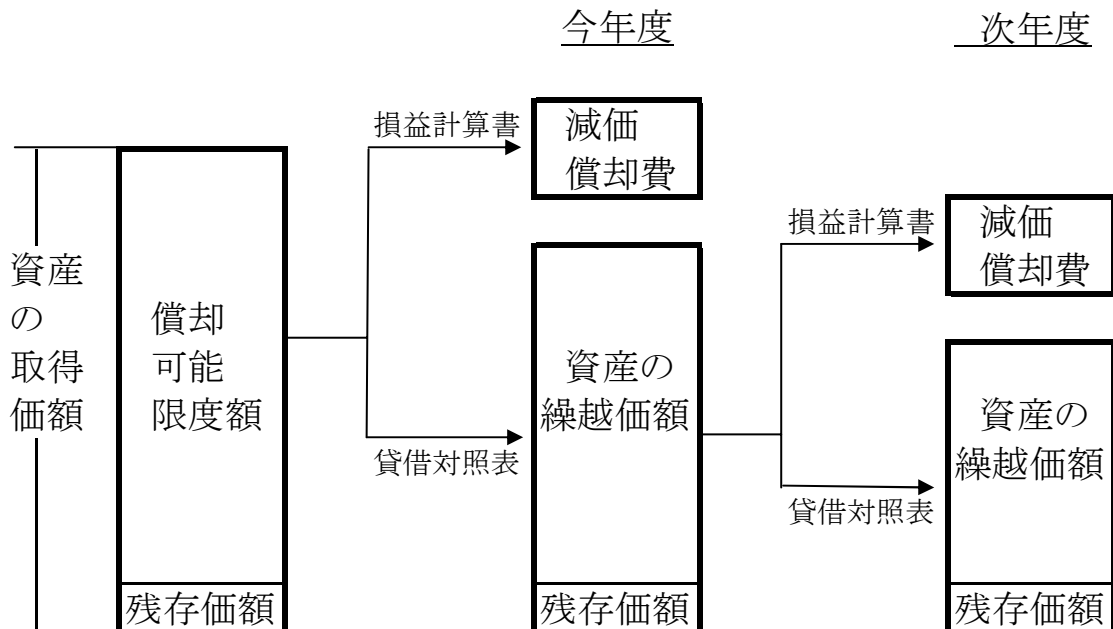 今年度
次年度
損益計算書
減価
償却費
損益計算書
減価
償却費
資産
の
取得
価額
償却
可能
限度額
資産の
繰越価額
資産の
繰越価額
貸借対照表
貸借対照表
残存価額
残存価額
残存価額